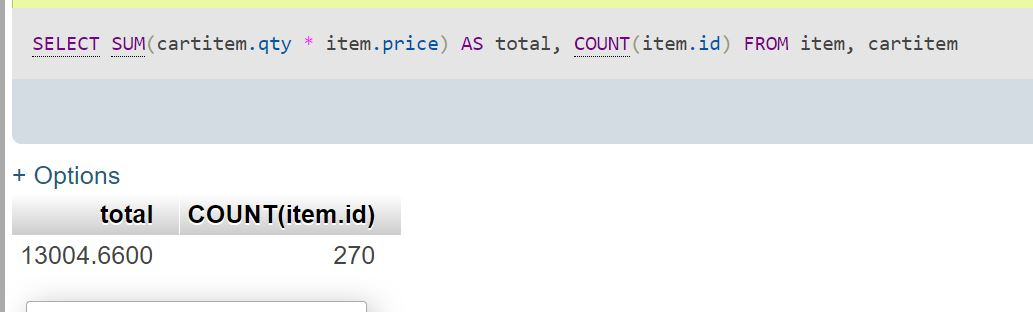 SELECT SUM(cartitem.qty * item.price) AS total, COUNT(item.id) FROM item, cartitem
+ Options
total COUNT(item.id)
13004.6600 270